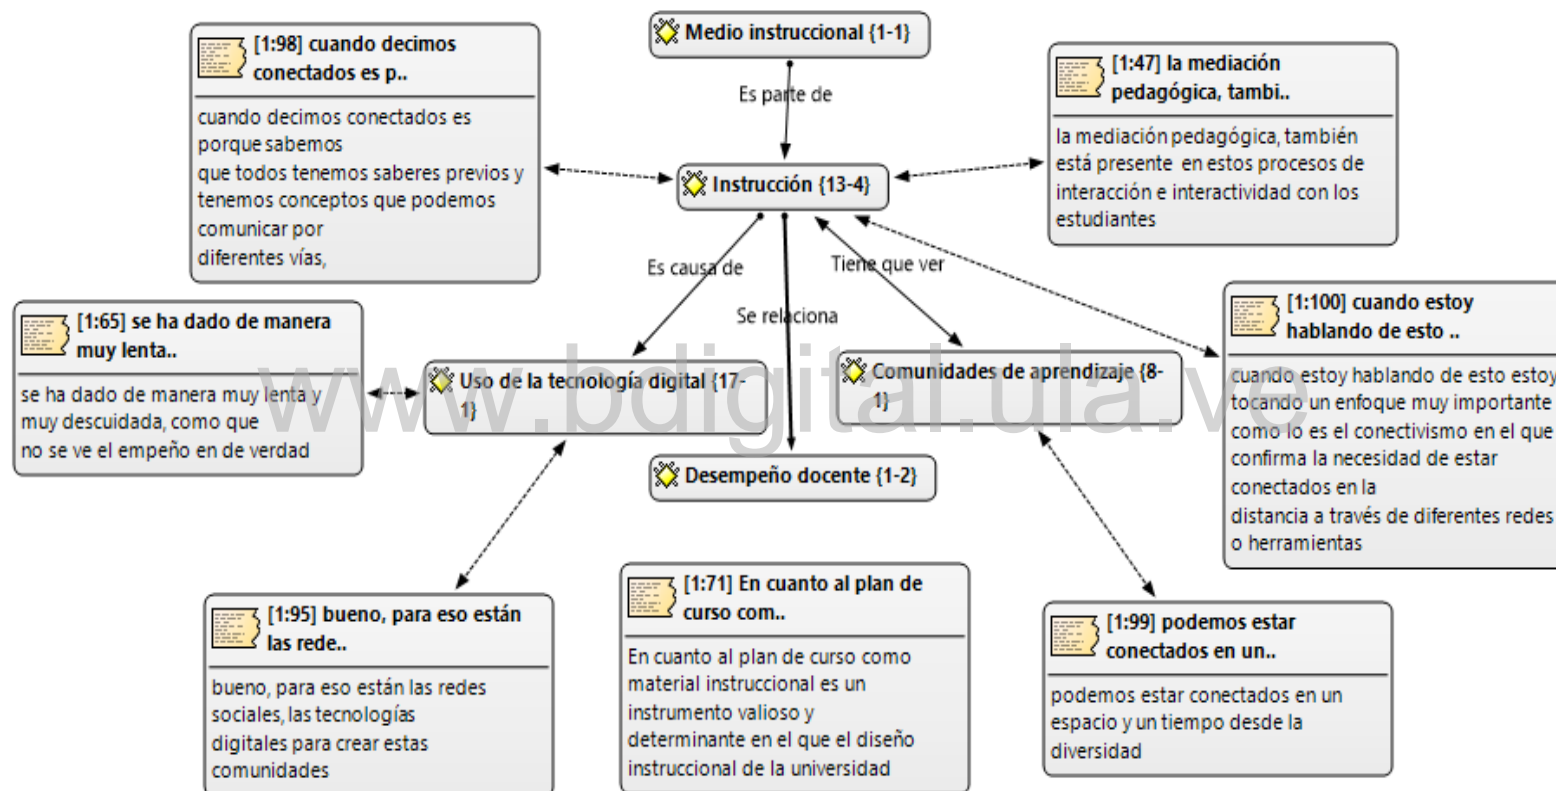 Medio instruccional {1-1}
[1:98] cuando decimos
conectados es p..
cuando decimos conectados es
porque sabemos
que todos tenemos saberes previos y
tenemos conceptos que podemos
comunicar por
diferentes vías,
Es parte de
[1:47] la mediación
pedagógica, tambi..
la mediación pedagógica, también
está presente en estos procesos de
interacción e interactividad con los
estudiantes
Instrucción {13-4}
Es causa de
Tiene que ver
Se relaciona
[1:65] se ha dado de manera
muy lenta..
se ha dado de manera muy lenta y
muy descuidada, como que
no se ve el empeño en de verdad
Uso de la tecnología digital {17-
1}
Comunidades de aprendizaje {8-
1}
[1:100] cuando estoy
hablando de esto ..
cuando estoy hablando de esto estoy
tocando un enfoque muy importante
como lo es el conectivismo en el que
confirma la necesidad de estar
conectados en la
distancia a través de diferentes redes
o herramientas
www.bdigital.ula.ve
Desempeño docente {1-2}
[1:95] bueno, para eso están
las rede..
bueno, para eso están las redes
sociales, las tecnologías
digitales para crear estas
comunidades
[1:71] En cuanto al plan de
curso com..
En cuanto al plan de curso como
material instruccional es un
instrumento valioso y
determinante en el que el diseño
instruccional de la universidad
[1:99] podemos estar
conectados en un..
podemos estar conectados en un
espacio y un tiempo desde la
diversidad